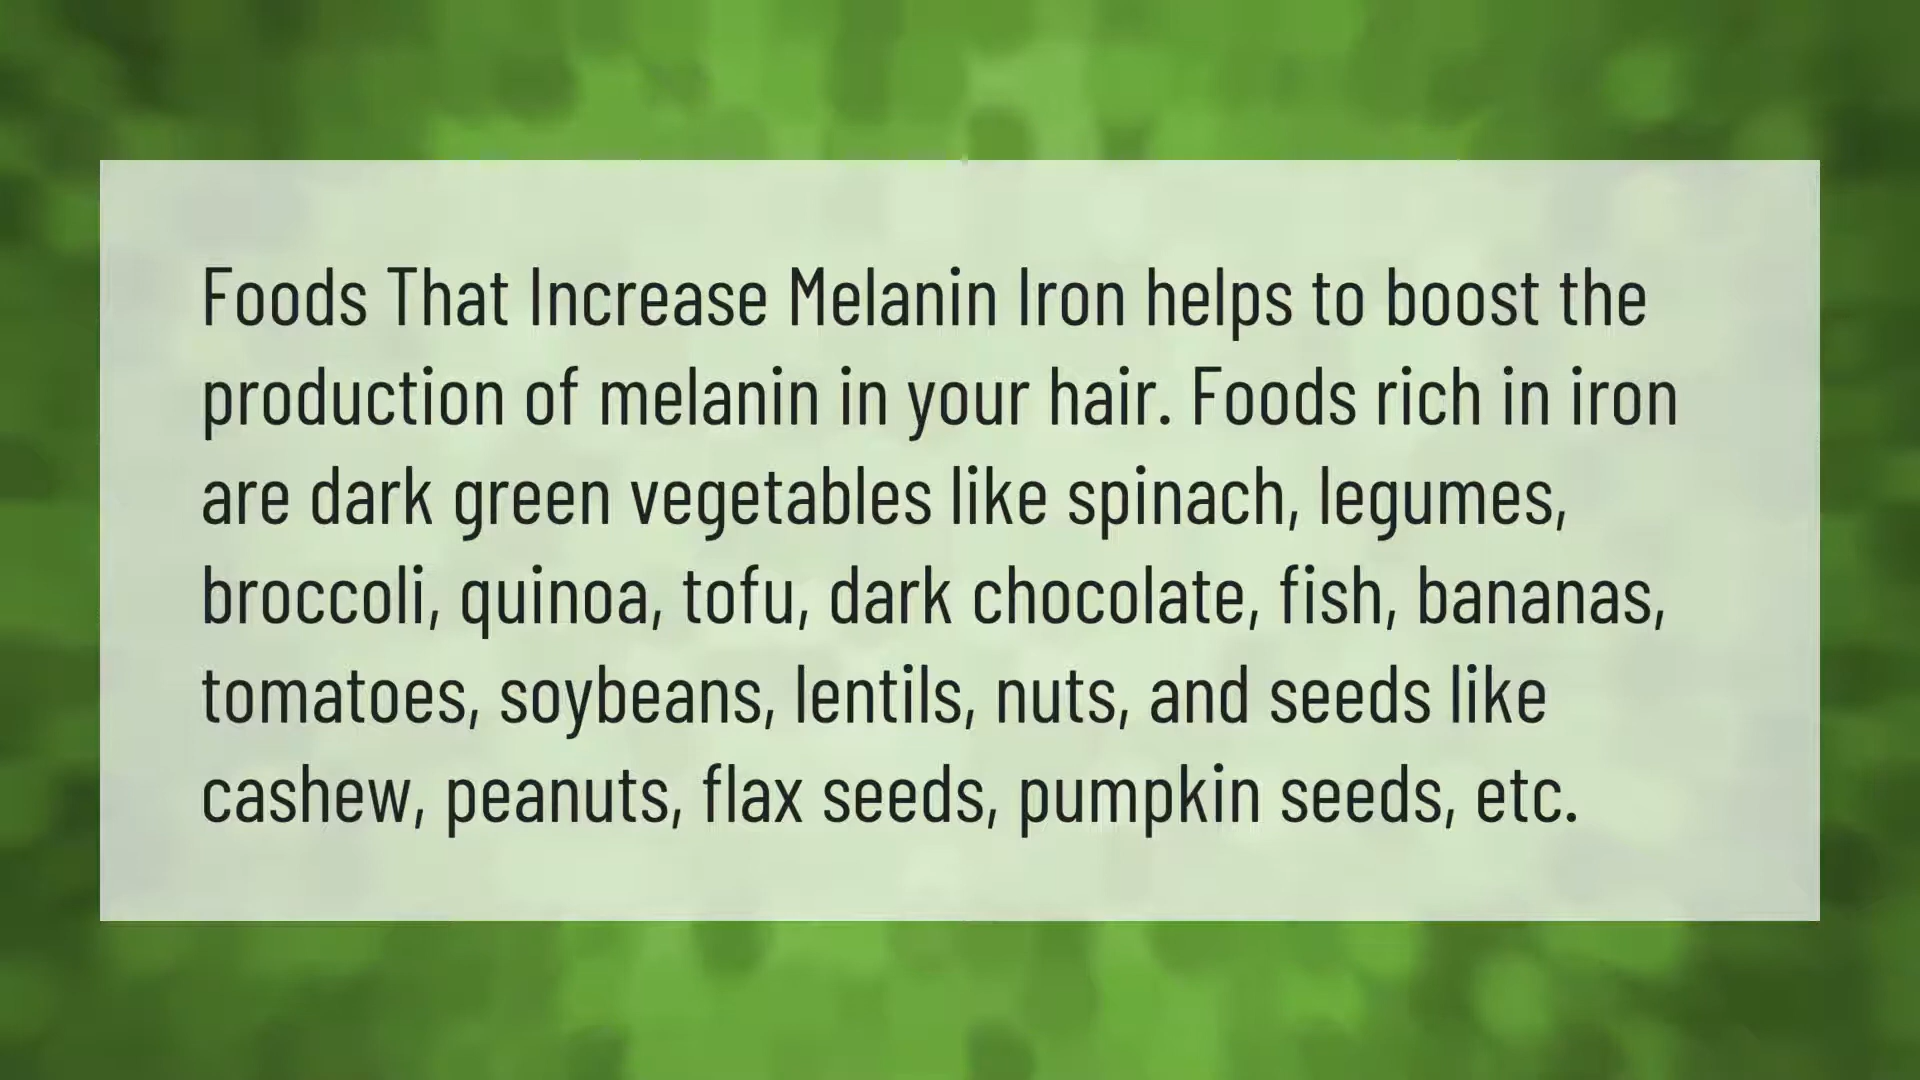 Foods That Increase Melanin Iron helps to boost the
production of melanin in your hair. Foods rich in iron
are dark green vegetables like spinach, legumes,
broccoli, quinoa, tofu, dark chocolate, fish, bananas,
tomatoes, soybeans, lentils, nuts, and seeds like
cashew, peanuts, flax seeds, pumpkin seeds, etc.